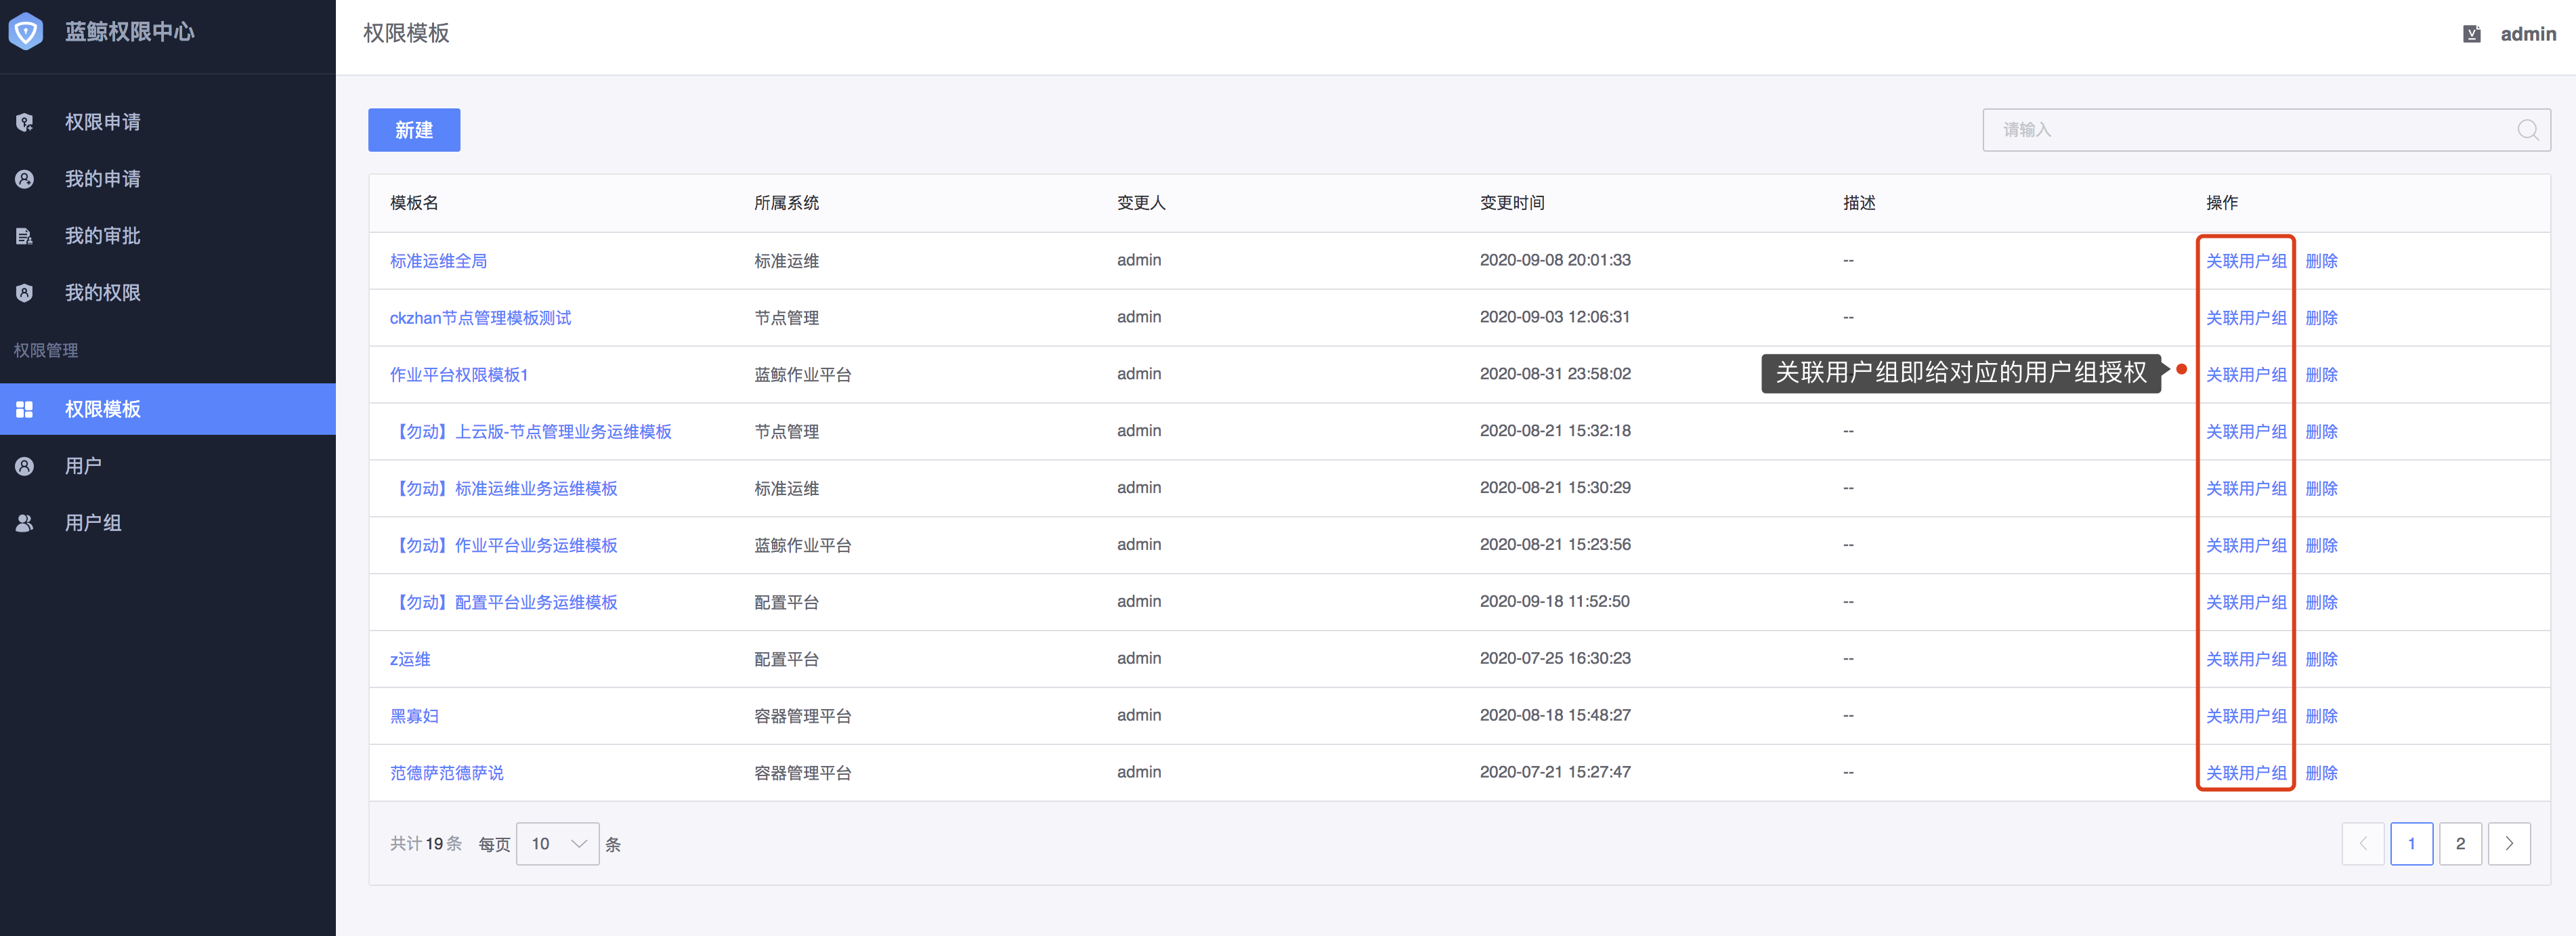 蓝鲸权限中心
权限模板
admin
权限申请
我的申请
我的审批
我的权限
权限管理
权限模板
用户
用户组
新建
请输入
模板名 所属系统 变更人 变更时间 描述 操作
标准运维全局 标准运维 admin 2020-09-08 20:01:33 -- 关联用户组 删除
ckzhan节点管理模板测试 节点管理 admin 2020-09-03 12:06:31 -- 关联用户组 删除
作业平台权限模板1 蓝鲸作业平台 admin 2020-08-31 23:58:02 关联用户组即给对应的用户组授权 关联用户组 删除
【勿动】上云版-节点管理业务运维模板 节点管理 admin 2020-08-21 15:32:18 -- 关联用户组 删除
【勿动】标准运维业务运维模板 标准运维 admin 2020-08-21 15:30:29 -- 关联用户组 删除
【勿动】作业平台业务运维模板 蓝鲸作业平台 admin 2020-08-21 15:23:56 -- 关联用户组 删除
【勿动】配置平台业务运维模板 配置平台 admin 2020-09-18 11:52:50 -- 关联用户组 删除
z运维 配置平台 admin 2020-07-25 16:30:23 -- 关联用户组 删除
黑寡妇 容器管理平台 admin 2020-08-18 15:48:27 -- 关联用户组 删除
范德萨范德萨说 容器管理平台 admin 2020-07-21 15:27:47 -- 关联用户组 删除
共计19条 每页 10 条 1 2